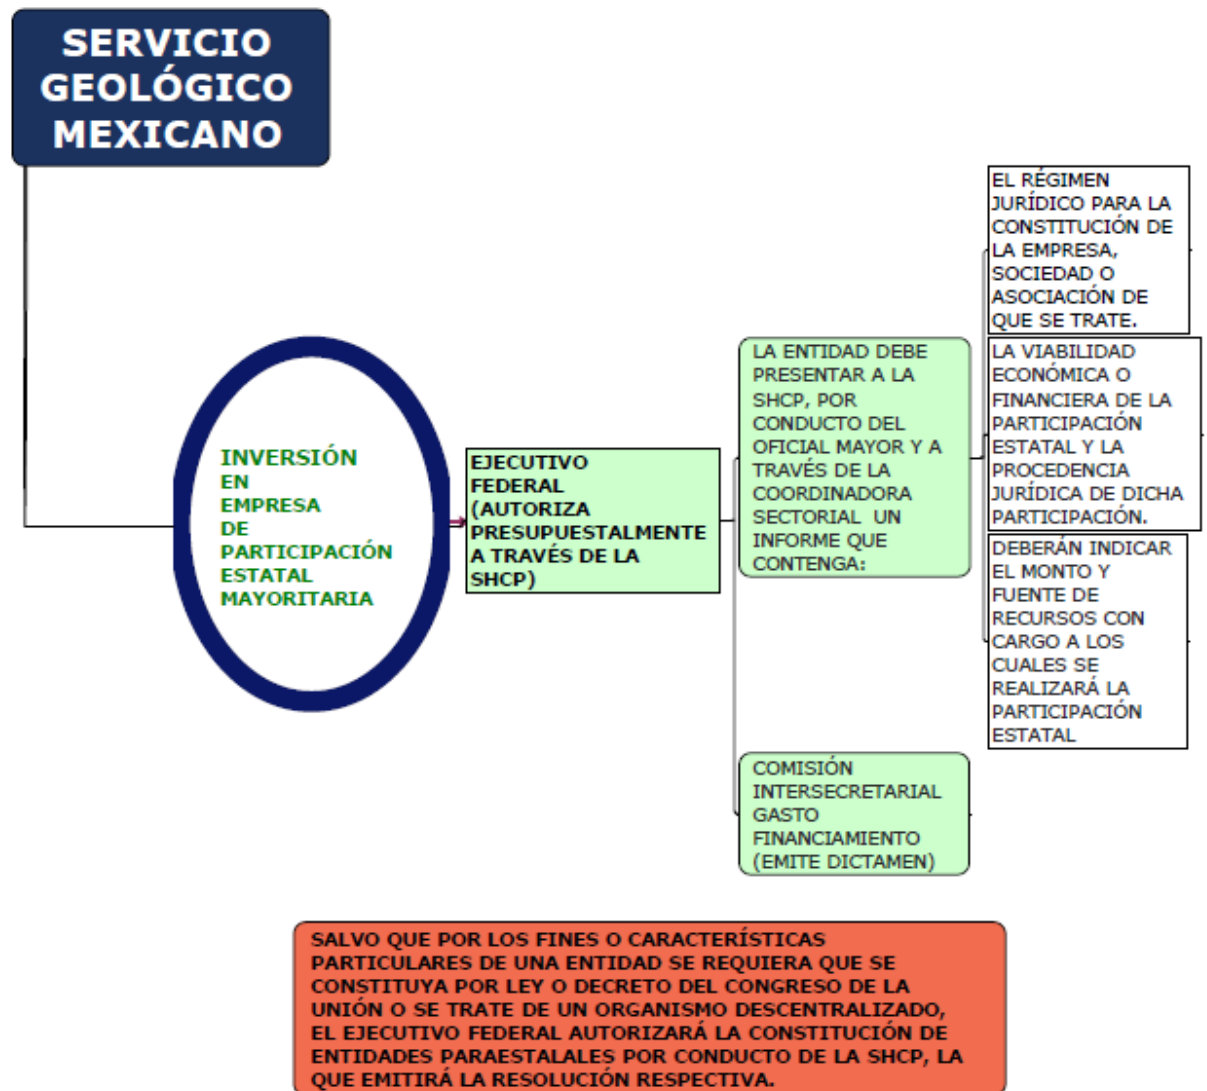 SERVICIO
GEOLÓGICO
MEXICANO
INVERSIÓN
EN
EMPRESA
DE
PARTICIPACIÓN
ESTATAL
MAYORITARIA
EJECUTIVO
FEDERAL
(AUTORIZA
PRESUPUESTALMENTE
A TRAVÉS DE LA
SHCP)
LA ENTIDAD DEBE
PRESENTAR A LA
SHCP, POR
CONDUCTO DEL
OFICIAL MAYOR Y A
TRAVÉS DE LA
COORDINADORA
SECTORIAL UN
INFORME QUE
CONTENGA:
EL RÉGIMEN
JURÍDICO PARA LA
CONSTITUCIÓN DE
LA EMPRESA,
SOCIEDAD O
ASOCIACIÓN DE
QUE SE TRATE.
LA VIABILIDAD
ECONÓMICA O
FINANCIERA DE LA
PARTICIPACIÓN
ESTATAL Y LA
PROCEDENCIA
JURÍDICA DE DICHA
PARTICIPACIÓN.
DEBERÁN INDICAR
EL MONTO Y
FUENTE DE
RECURSOS CON
CARGO A LOS
CUALES SE
REALIZARÁ LA
PARTICIPACIÓN
ESTATAL
COMISIÓN
INTERSECRETARIAL
GASTO
FINANCIAMIENTO
(EMITE DICTAMEN)
SALVO QUE POR LOS FINES O CARACTERÍSTICAS
PARTICULARES DE UNA ENTIDAD SE REQUIERA QUE SE
CONSTITUYA POR LEY O DECRETO DEL CONGRESO DE LA
UNIÓN O SE TRATE DE UN ORGANISMO DESCENTRALIZADO,
EL EJECUTIVO FEDERAL AUTORIZARÁ LA CONSTITUCIÓN DE
ENTIDADES PARAESTALALES POR CONDUCTO DE LA SHCP, LA
QUE EMITIRÁ LA RESOLUCIÓN RESPECTIVA.